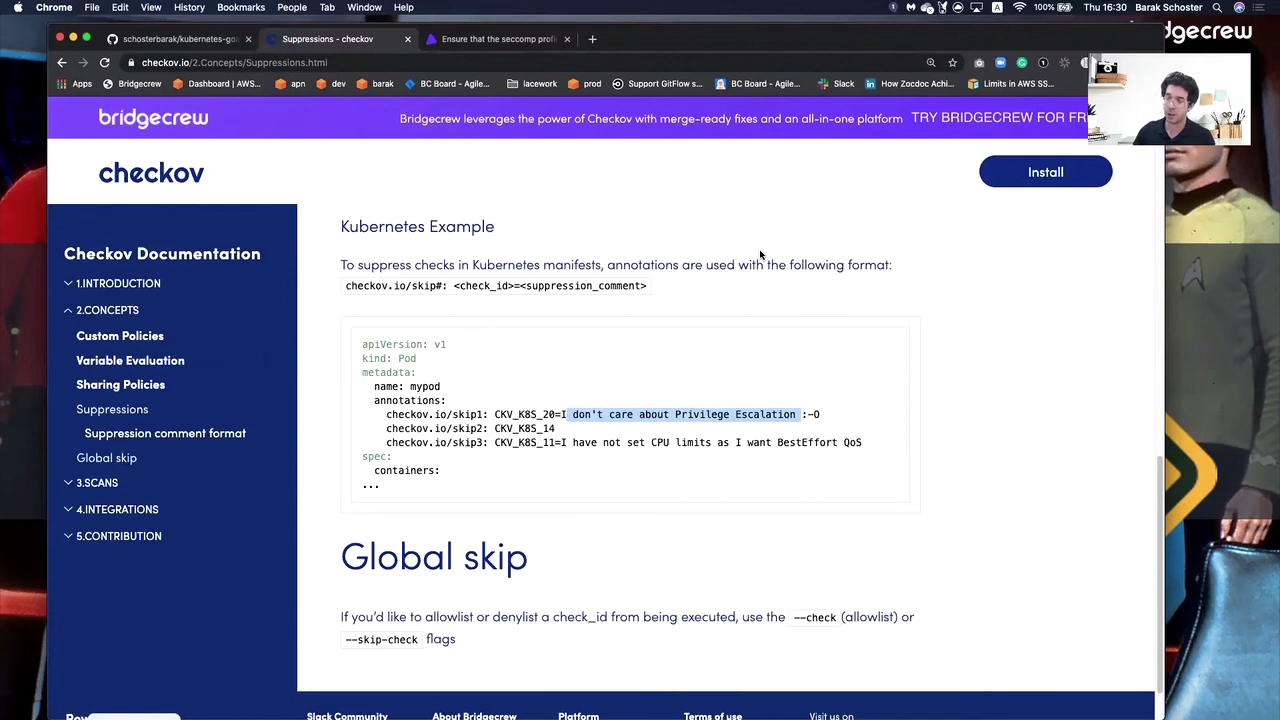 Chrome File Edit View History Bookmarks People Tab Window Help 1 A 100% Thu 16:30 Barak Schoster
schosterbarak/kubernetes-goa Suppressions - checkov Ensure that the seccomp profi
checkov.io/2.Concepts/Suppressions.html
Apps Dashboard | AWS... apn dev barak BC Board - Agile... lacework prod Support GitFlow s... BC Board - Agile... Slack How Zocdoc Achi... Limits in AWS SS...
dgecrew
bridgecrew Bridgecrew leverages the power of Checkov with merge-ready fixes and an all-in-one platform TRY BRIDGECREW FOR FR
checkov Install
Checkov Documentation
1.INTRODUCTION
2.CONCEPTS
Custom Policies
Variable Evaluation
Sharing Policies
Suppressions
Suppression comment format
Global skip
3.SCANS
4.INTEGRATIONS
5.CONTRIBUTION
Kubernetes Example
To suppress checks in Kubernetes manifests, annotations are used with the following format:
checkov.io/skip#: <check_id>=<suppression_comment>
apiVersion: v1
kind: Pod
metadata:
name: mypod
annotations:
checkov.io/skip1: CKV_K8S_20=I don't care about Privilege Escalation :-O
checkov.io/skip2: CKV_K8S_14
checkov.io/skip3: CKV_K8S_11=I have not set CPU limits as I want BestEffort QoS
spec:
containers:
...
Global skip
If you'd like to allowlist or denylist a check_id from being executed, use the --check (allowlist) or
--skip-check flags
Slack Community About Bridgecrew Platform Terms of use Visit us on